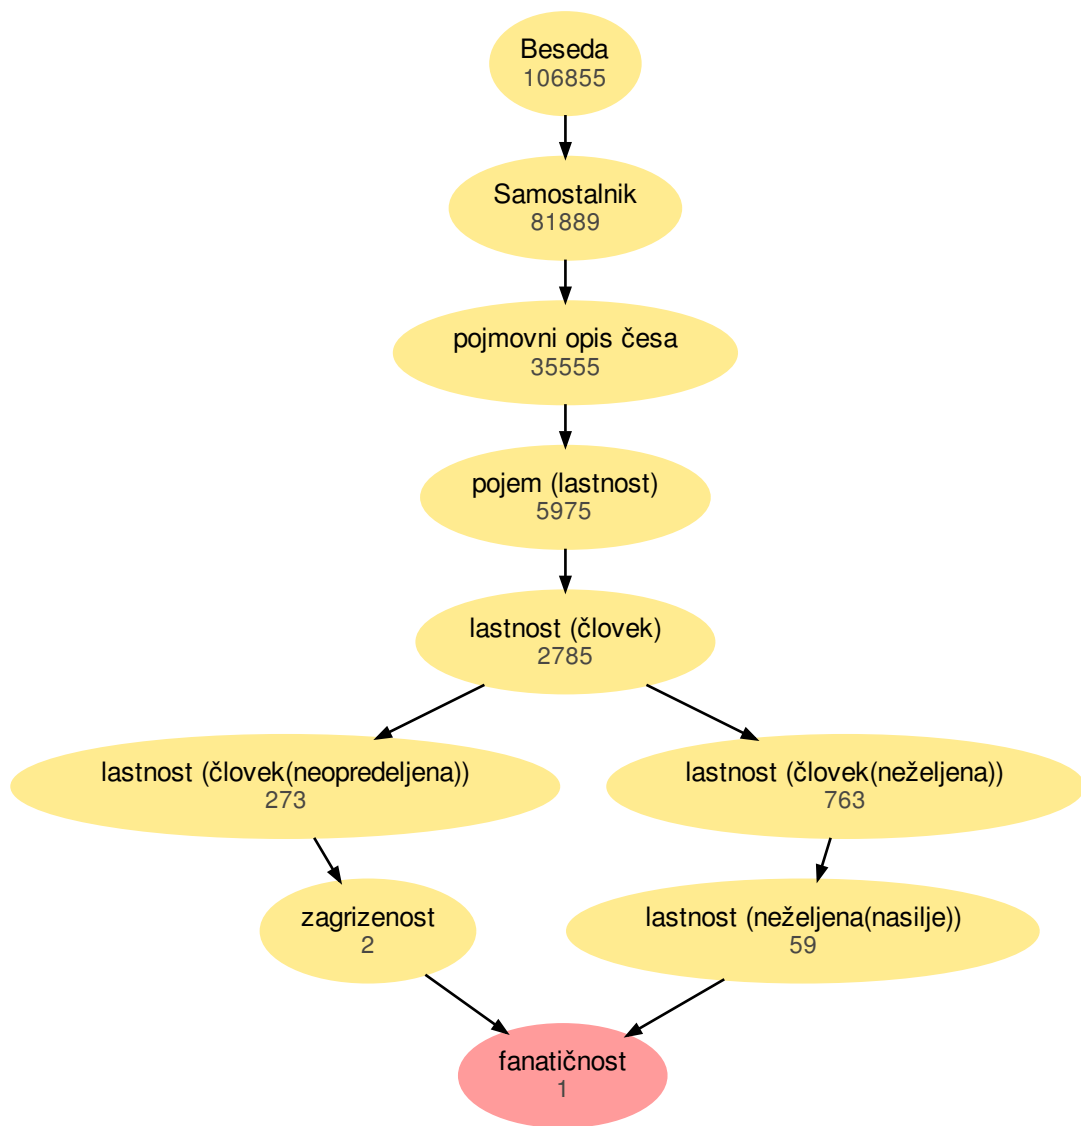 Beseda
106855
Samostalnik
81889
pojmovni opis česa
35555
pojem (lastnost)
5975
lastnost (človek)
2785
lastnost (človek(neopredeljena))
273
lastnost (človek(neželjena))
763
zagrizenost
2
lastnost (neželjena(nasilje))
59
fanatičnost
1